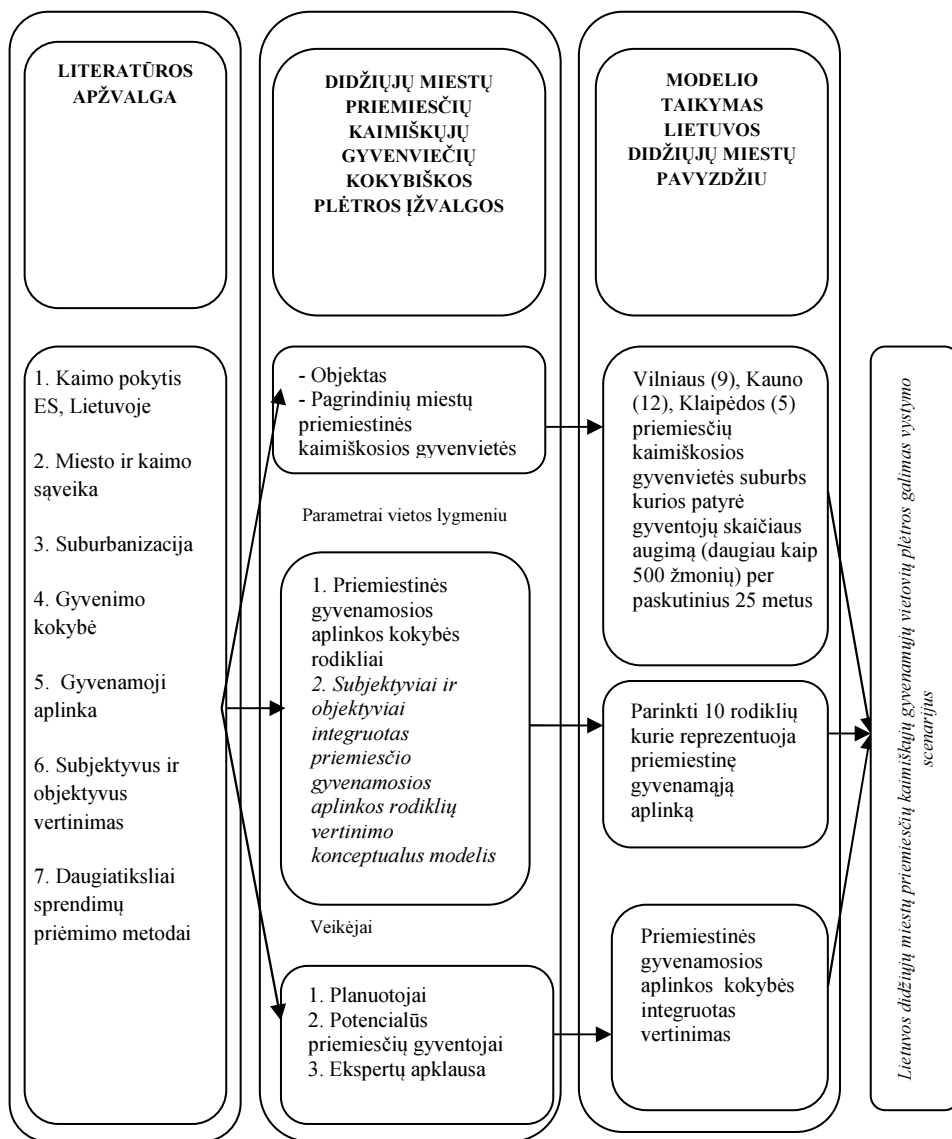 LITERATŪROS
APŽVALGA
1. Kaimo pokytis
ES, Lietuvoje
2. Miesto ir kaimo
sąveika
3. Suburbanizacija
4. Gyvenimo
kokybė
5. Gyvenamoji
aplinka
6. Subjektyvus ir
objektyvus
vertinimas
7. Daugiatiksliai
sprendimų
priėmimo metodai
DIDŽIŲJŲ MIESTŲ
PRIEMIESČIŲ
KAIMIŠKŲJŲ
GYVENVIEČIŲ
KOKYBIŠKOS
PLĖTROS ĮŽVALGOS
- Objektas
- Pagrindinių miestų
priemiestinės
kaimiškosios gyvenvietės
Parametrai vietos lygmeniu
1. Priemiestinės
gyvenamosios
aplinkos kokybės
rodikliai
2. Subjektyviai ir
objektyviai
integruotas
priemiesčio
gyvenamosios
aplinkos rodiklių
vertinimo
konceptualus modelis
Veikėjai
1. Planuotojai
2. Potencialūs
priemiesčių gyventojai
3. Ekspertų apklausa
MODELIO
TAIKYMAS
LIETUVOS
DIDŽIŲJŲ MIESTŲ
PAVYZDŽIU
Vilniaus (9), Kauno
(12), Klaipėdos (5)
priemiesčių
kaimiškosios
gyvenvietės suburbs
kurios patyrė
gyventojų skaičiaus
augimą (daugiau kaip
500 žmonių) per
paskutinius 25 metus
Parinkti 10 rodiklių
kurie reprezentuoja
priemiestinę
gyvenamąją
aplinką
Priemiestinės
gyvenamosios
aplinkos kokybės
integruotas
vertinimas
Lietuvos didžiųjų miestų priemiesčių kaimiškųjų gyvenamųjų vietovių plėtros galimas vystymo
scenarijus